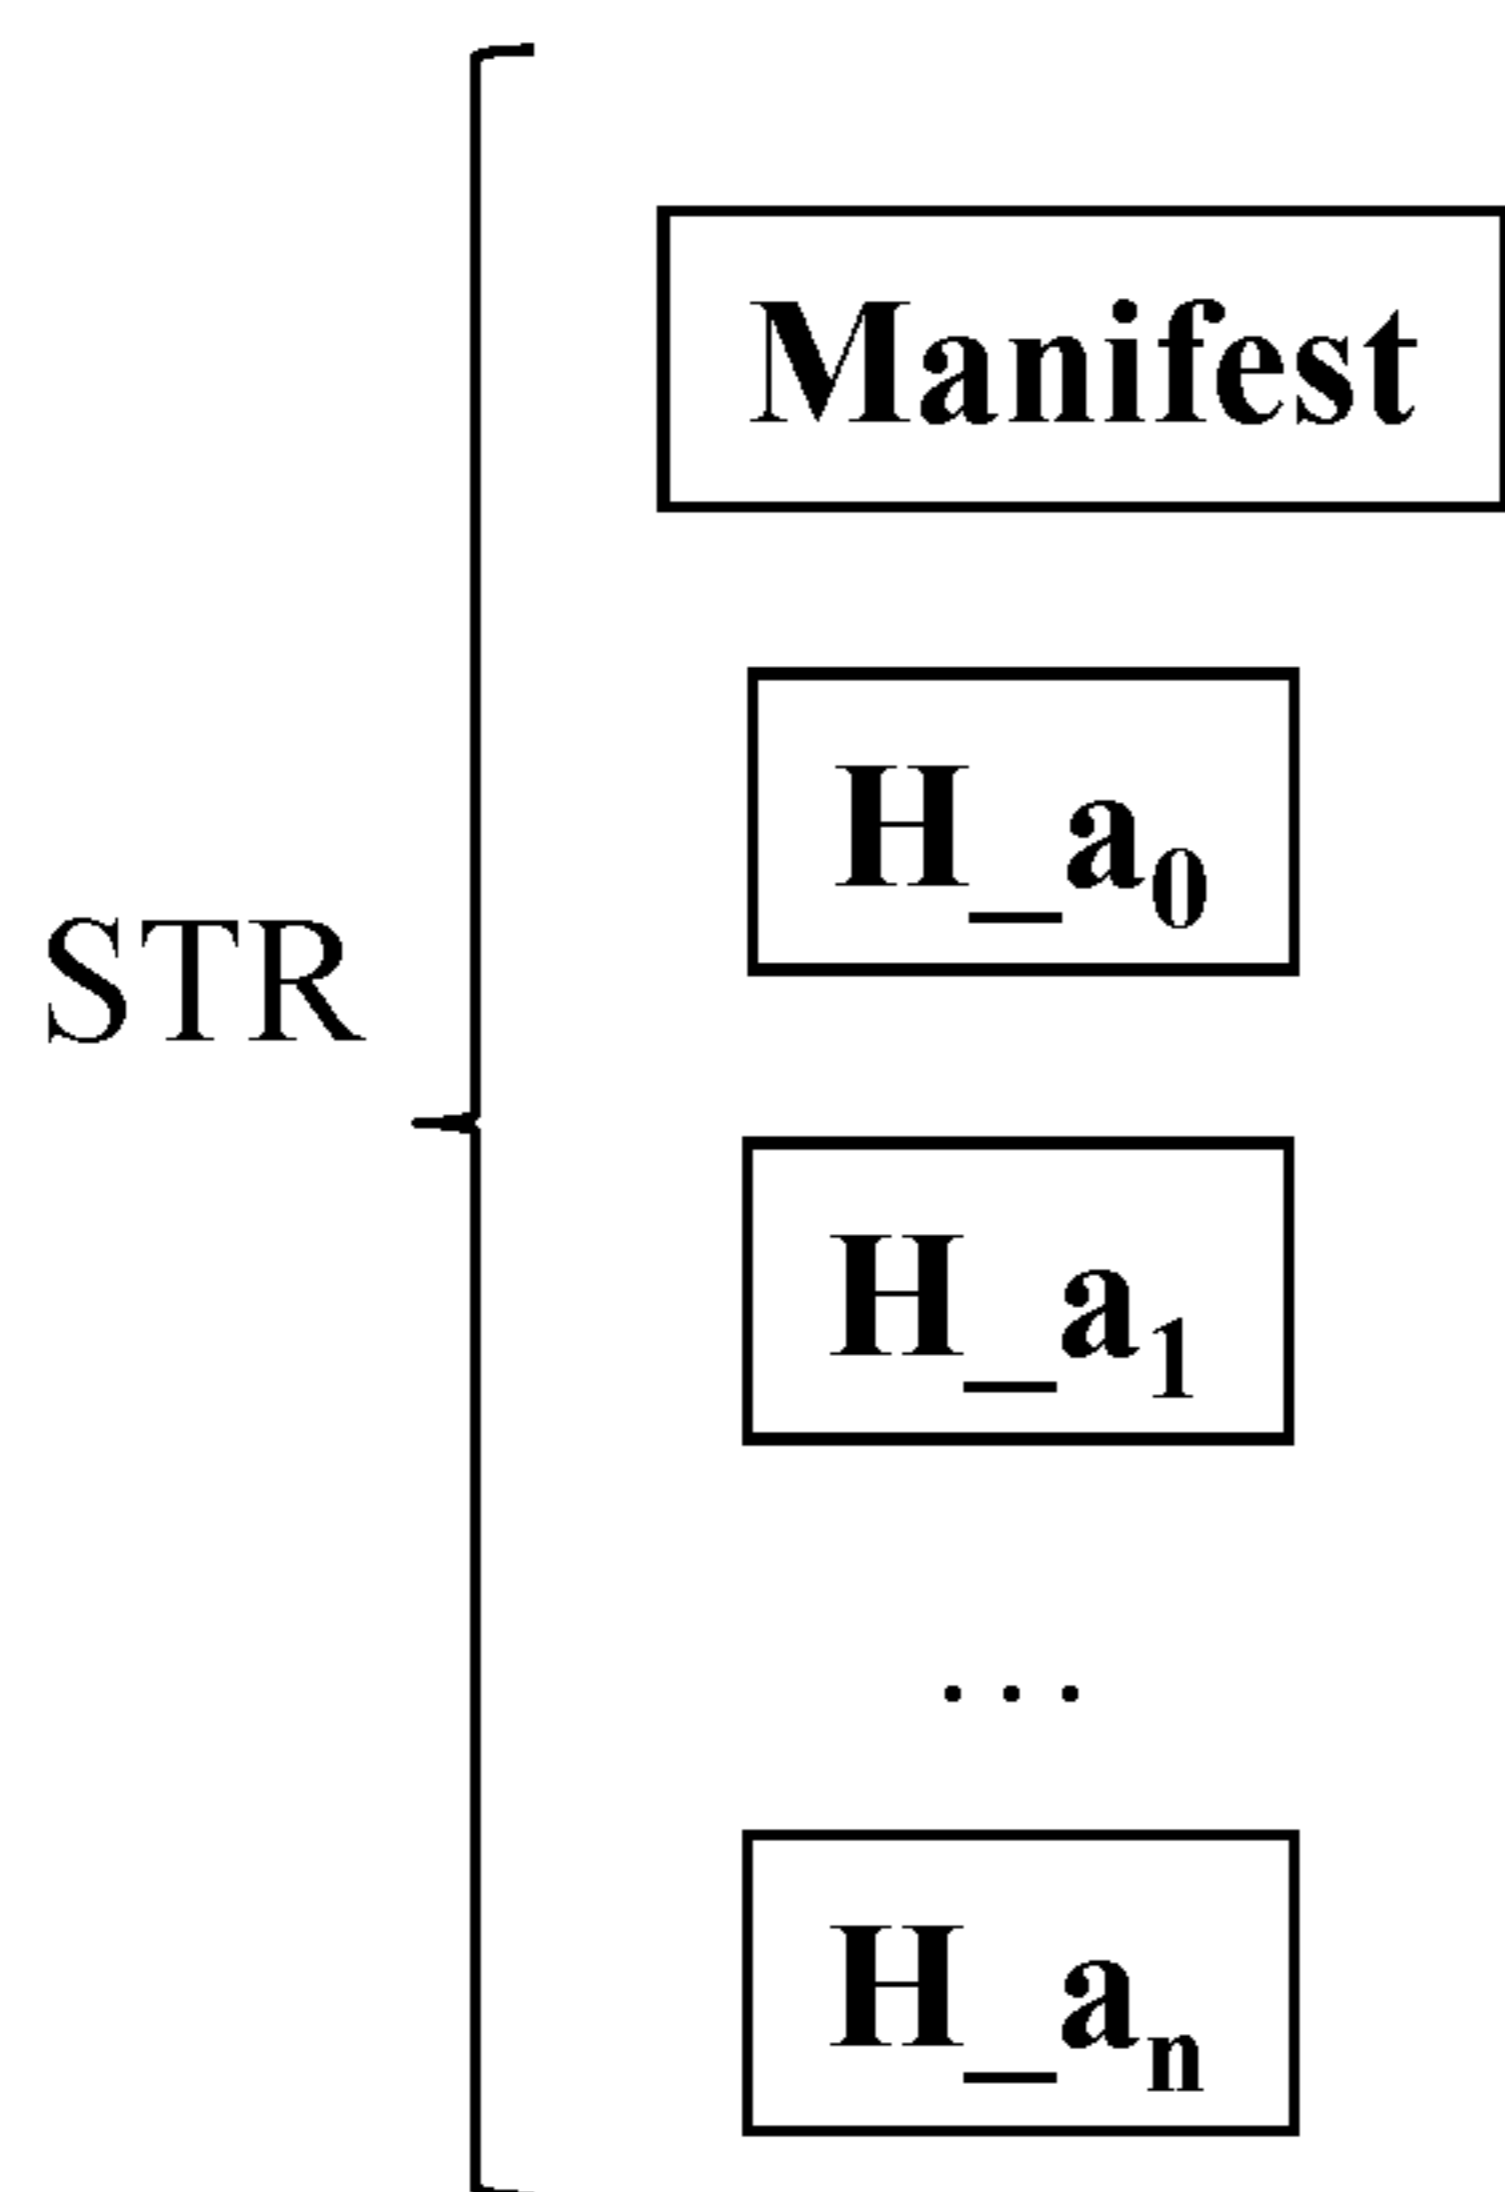 Manifest
H_a₀
STR
H_a₁
...
H_aₙ